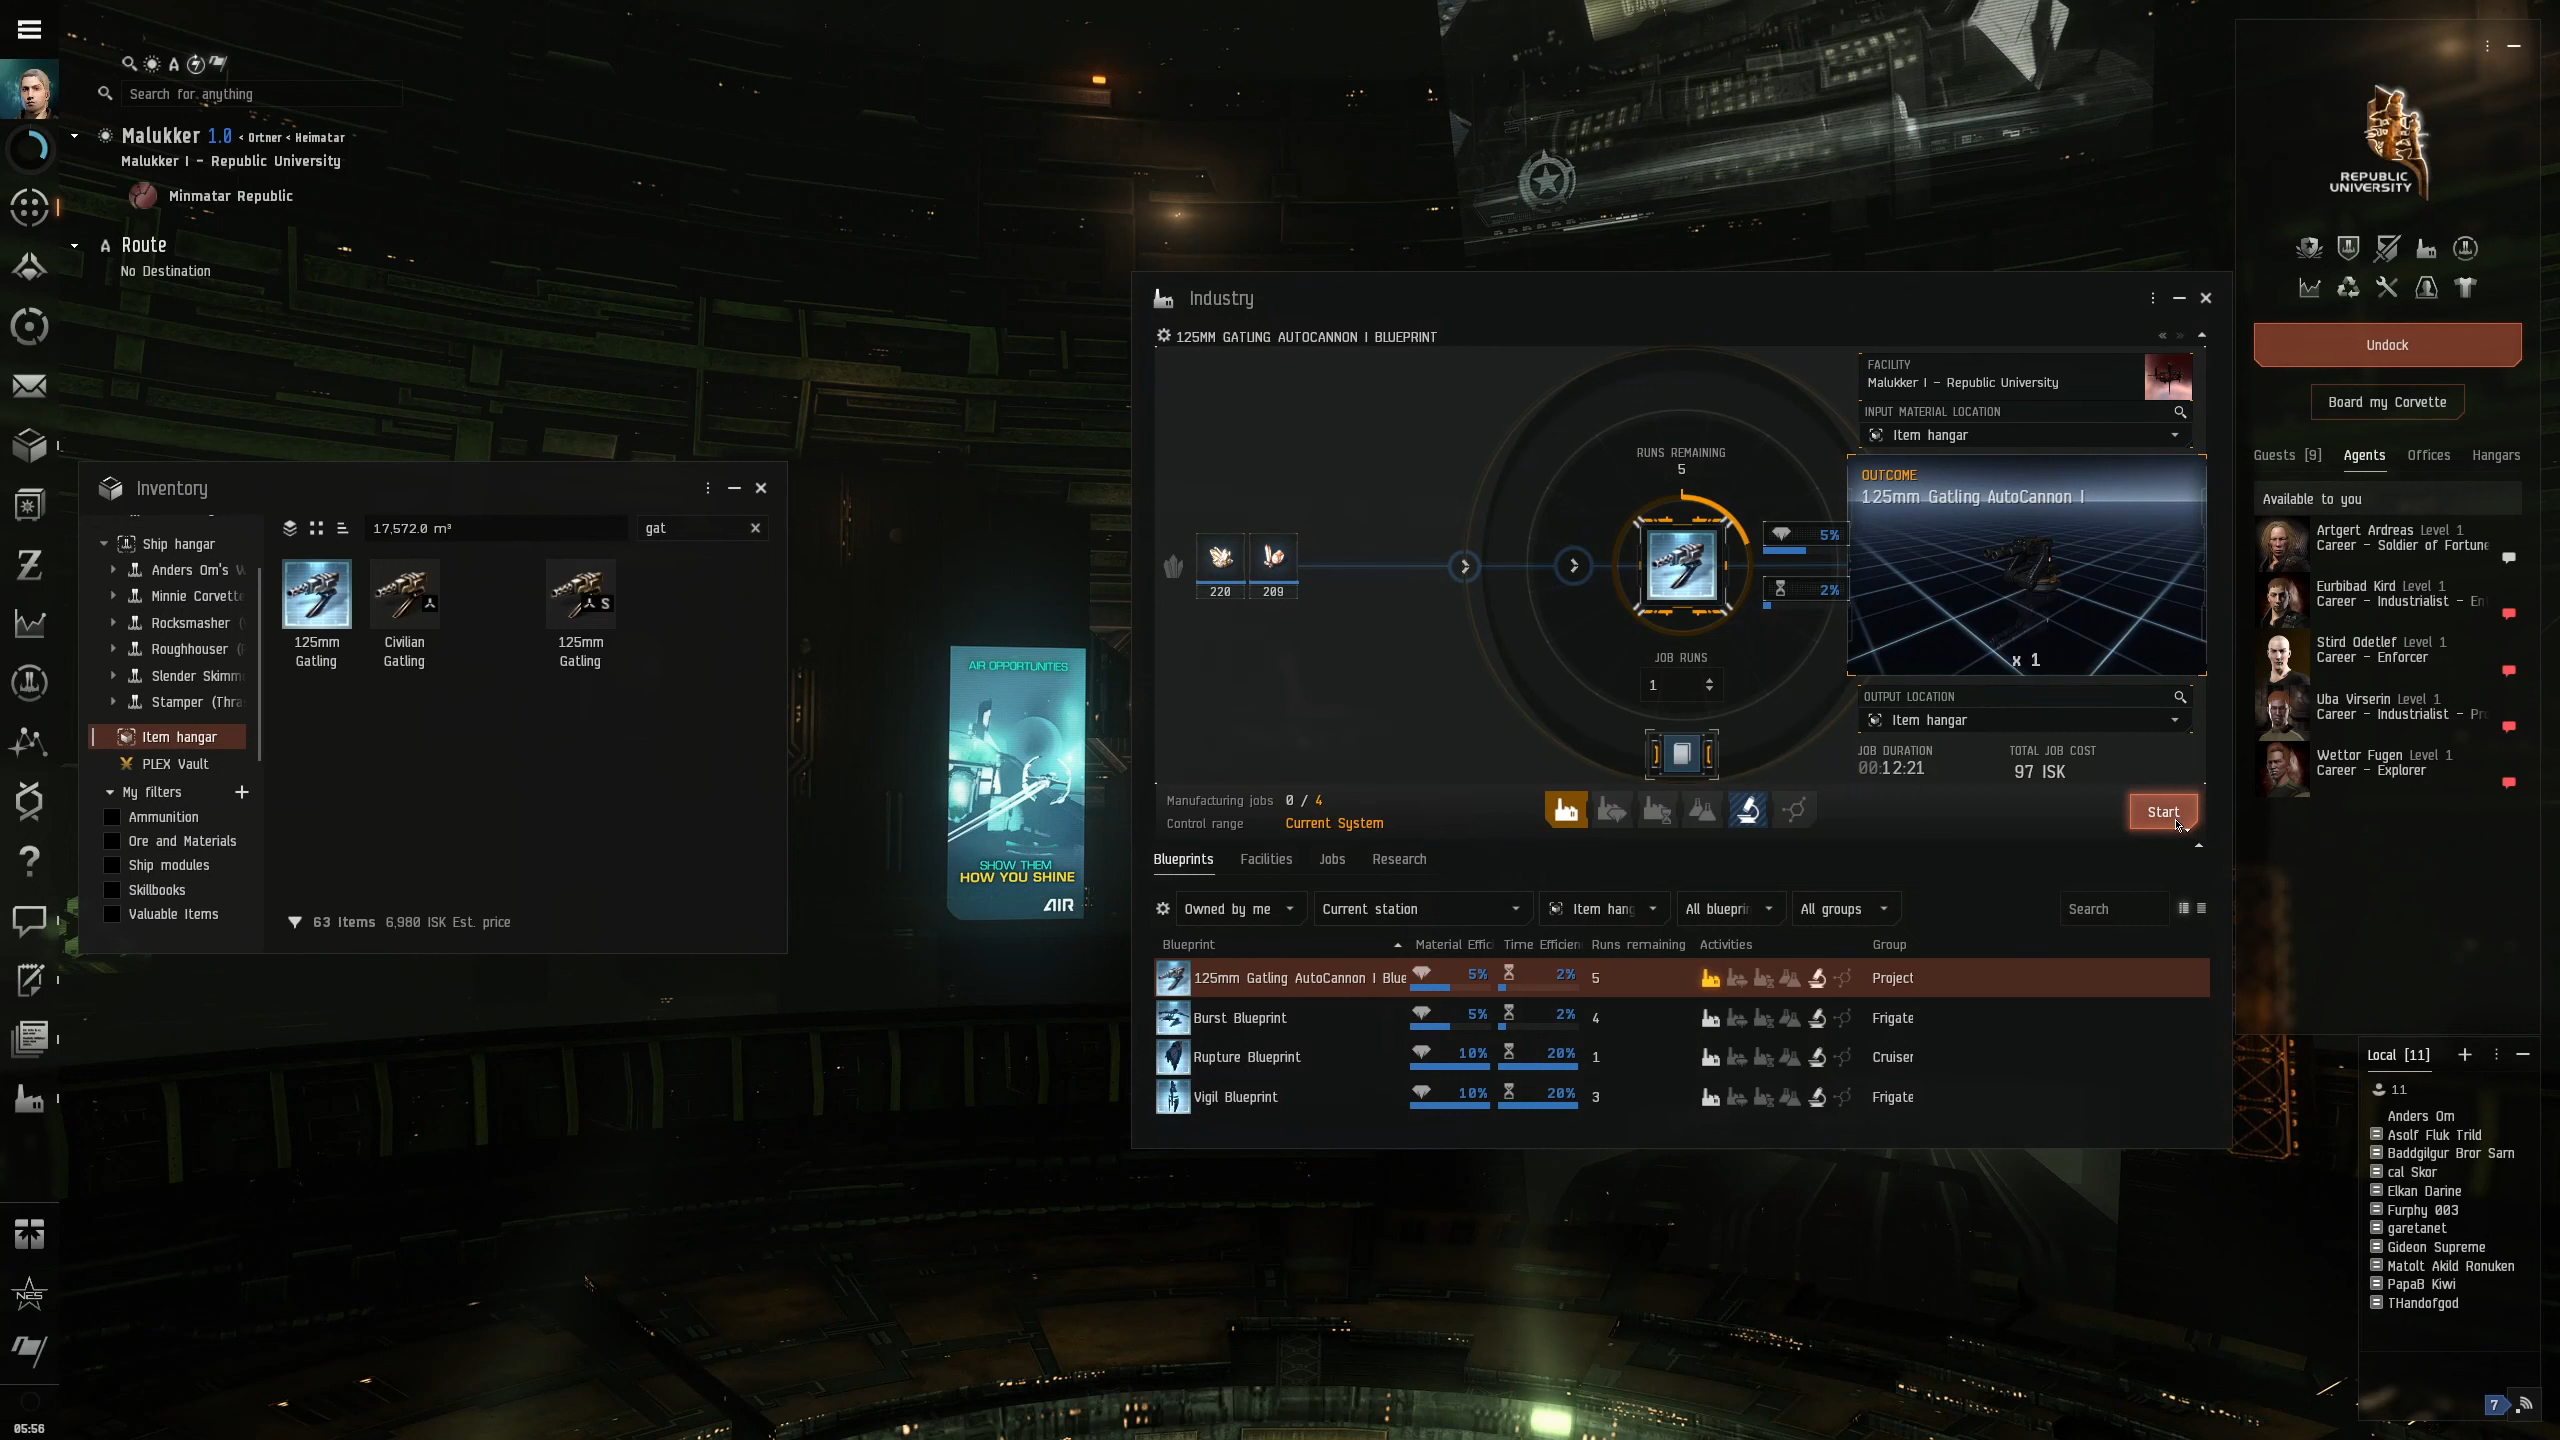 Search for anything
Malukker 1.0 < Ortner < Heimatar
Malukker I - Republic University
Minmatar Republic
Route
No Destination
Inventory
17,572.0 m³
gat
Ship hangar
Anders Om's
Minnie Corvette
Rocksmasher
Roughhouser
Slender Skimm
Stamper (Thra
Item hangar
PLEX Vault
My filters
Ammunition
Ore and Materials
Ship modules
Skillbooks
Valuable Items
125mm
Gatling
Civilian
Gatling
S
125mm
Gatling
63 Items 6,980 ISK Est. price
AIR OPPORTUNITIES
SHOW THEM
HOW YOU SHINE
AIR
Industry
125MM GATLING AUTOCANNON I BLUEPRINT
220
209
RUNS REMAINING
5
5%
2%
JOB RUNS
1
FACILITY
Malukker I - Republic University
INPUT MATERIAL LOCATION
Item hangar
OUTCOME
125mm Gatling AutoCannon I
x 1
OUTPUT LOCATION
Item hangar
JOB DURATION
00:12:21
TOTAL JOB COST
97 ISK
Manufacturing jobs 0 / 4
Control range Current System
Start
Blueprints Facilities Jobs Research
Owned by me Current station Item hang All blueprin All groups Search
Blueprint Material Effic Time Efficien Runs remaining Activities Group
125mm Gatling AutoCannon I Blue 5% 2% 5 Project
Burst Blueprint 5% 2% 4 Frigate
Rupture Blueprint 10% 20% 1 Cruiser
Vigil Blueprint 10% 20% 3 Frigate
REPUBLIC
UNIVERSITY
Undock
Board my Corvette
Guests [9] Agents Offices Hangars
Available to you
Artgert Andreas Level 1
Career - Soldier of Fortune
Eurbibad Kird Level 1
Career - Industrialist - En
Stird Odetlef Level 1
Career - Enforcer
Uba Virserin Level 1
Career - Industrialist - Pr
Wettor Fugen Level 1
Career - Explorer
Local [11]
11
Anders Om
Asolf Fluk Trild
Baddgilgur Bror Sarn
cal Skor
Elkan Darine
Furphy 003
garetanet
Gideon Supreme
Matolt Akild Ronuken
PapaB Kiwi
THandofgod
NES
05:56
7